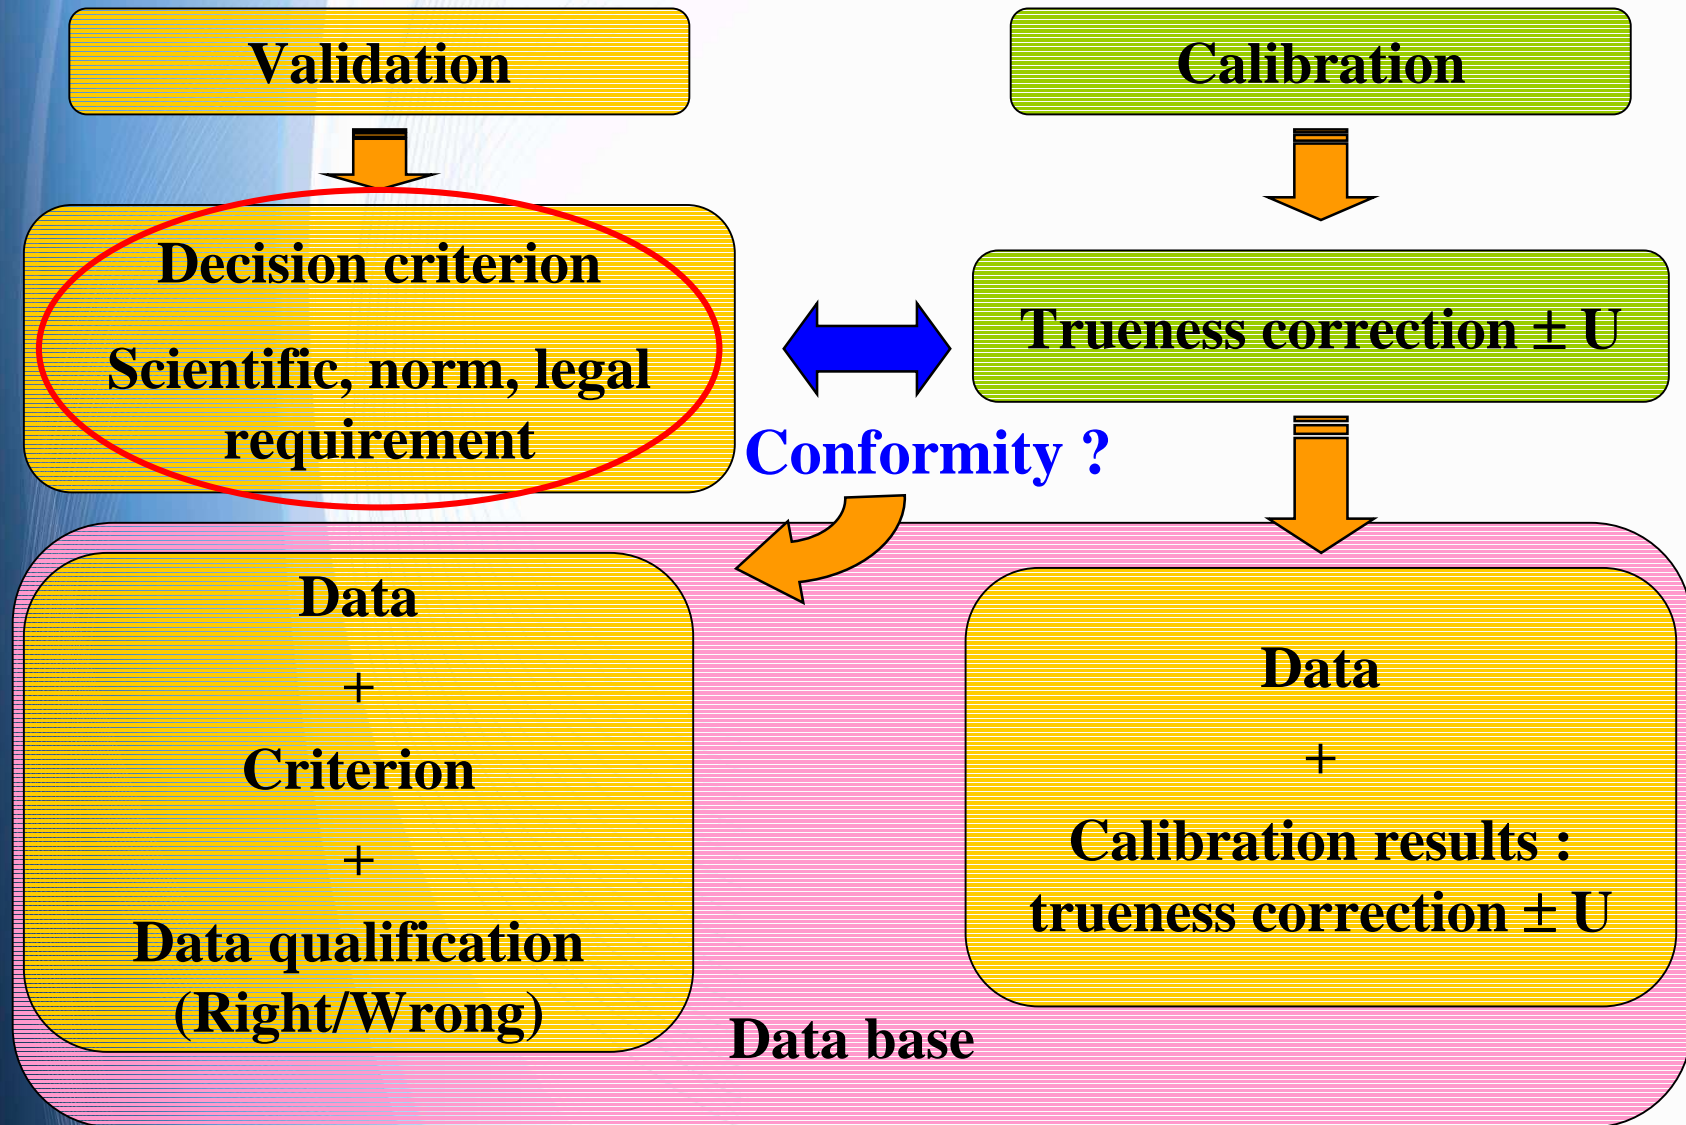 Validation
Calibration
Decision criterion
Scientific, norm, legal
requirement
Trueness correction ± U
Conformity ?
Data
+
Criterion
+
Data qualification
(Right/Wrong)
Data
+
Calibration results :
trueness correction ± U
Data base